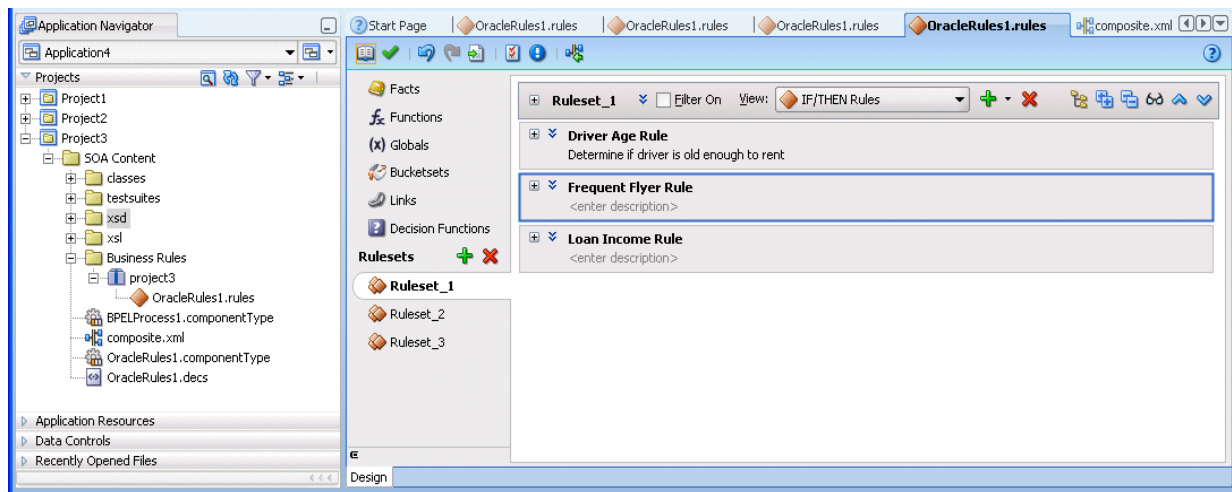 Application Navigator
Application4
Projects
Project1
Project2
Project3
SOA Content
classes
testsuites
xsd
xsl
Business Rules
project3
OracleRules1.rules
BPELProcess1.componentType
composite.xml
OracleRules1.componentType
OracleRules1.decs
Application Resources
Data Controls
Recently Opened Files
Start Page
OracleRules1.rules
OracleRules1.rules
OracleRules1.rules
OracleRules1.rules
composite.xml
Facts
fx Functions
(x) Globals
Bucketsets
Links
Decision Functions
Rulesets
Ruleset_1
Ruleset_2
Ruleset_3
Ruleset_1 Filter On View: IF/THEN Rules
Driver Age Rule
Determine if driver is old enough to rent
Frequent Flyer Rule
<enter description>
Loan Income Rule
<enter description>
Design